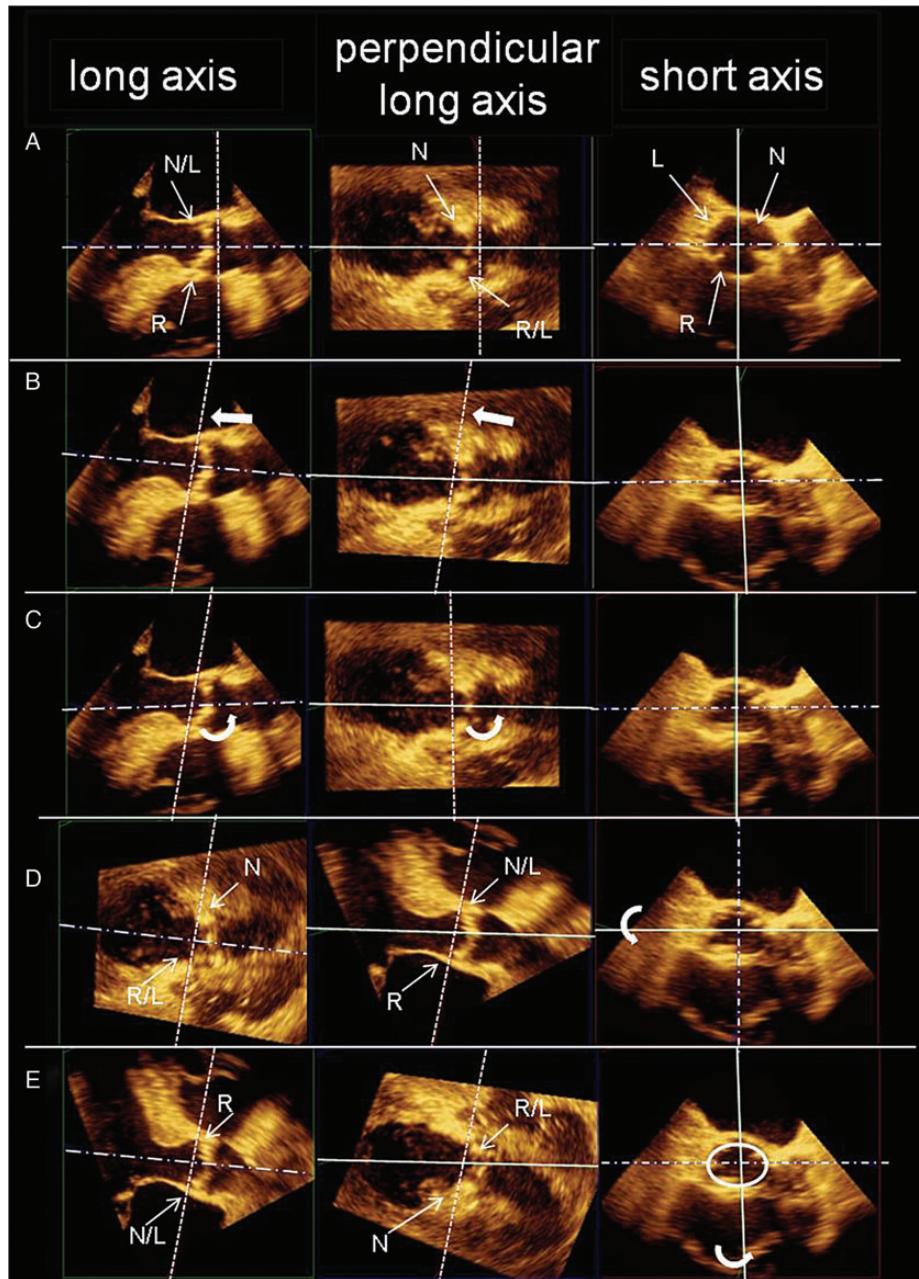 long axis
perpendicular
long axis
short axis
A
N/L
R
N
R/L
L
N
R
B
C
D
N
R/L
N/L
R
E
R
N/L
R/L
N